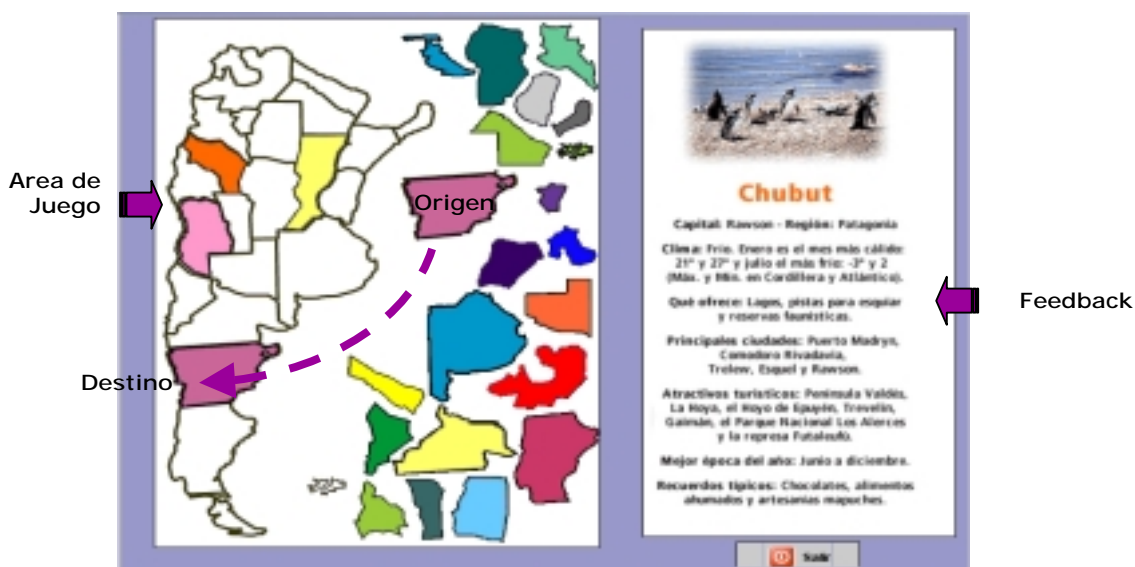 Area de
Juego
Origen
Destino
Chubut
Capital: Rawson - Región: Patagonia
Clima: Frío. Enero es el mes más cálido:
21° y 27° y julio el más frío: -3° y 2
(Máx. y Mín. en Cordillera y Atlántico).
Qué ofrece: Lagos, pistas para esquiar
y reservas faunísticas.
Principales ciudades: Puerto Madryn,
Comodoro Rivadavia,
Trelew, Esquel y Rawson.
Atractivos turísticos: Península Valdés,
La Hoya, el Hoyo de Epuyén, Trevelin,
Gaimán, el Parque Nacional Los Alerces
y la represa Futaleufú.
Mejor época del año: Junio a diciembre.
Recuerdos típicos: Chocolates, alimentos
ahumados y artesanías mapuches.
Salir
Feedback